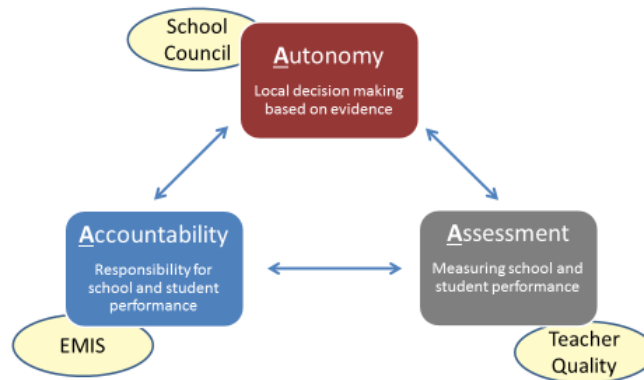 School
Council
Autonomy
Local decision making
based on evidence
Accountability
Responsibility for
school and student
performance
Assessment
Measuring school and
student performance
EMIS
Teacher
Quality